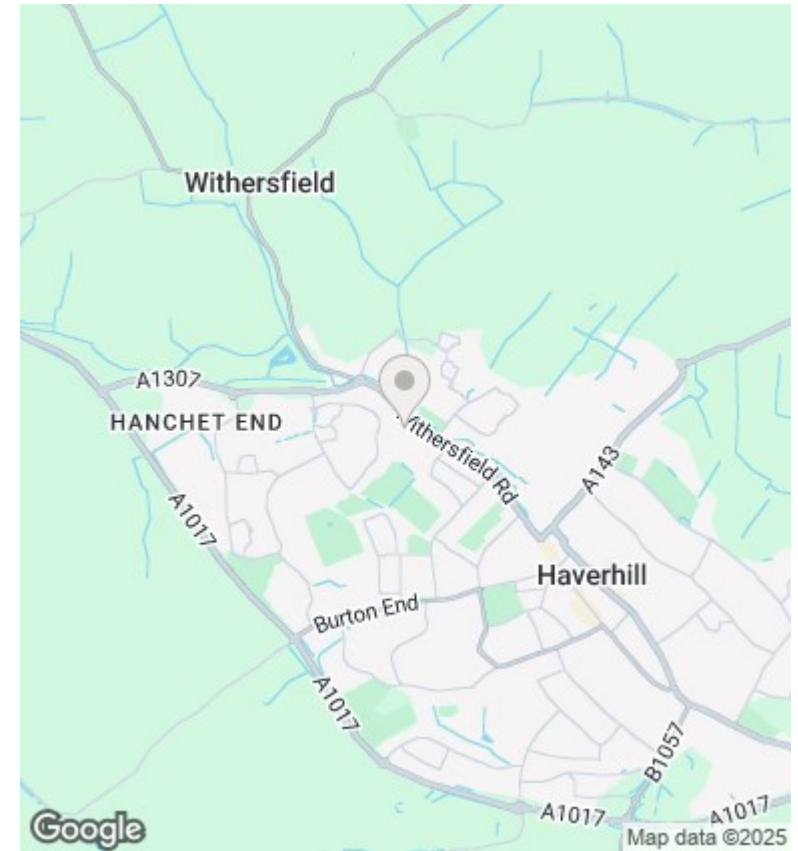 Withersfield
A1307
HANCHET END
Withersfield Rd
A143
A1017
Haverhill
Burton End
A1017
B1057
A1017
A1017
Google
Map data ©2025